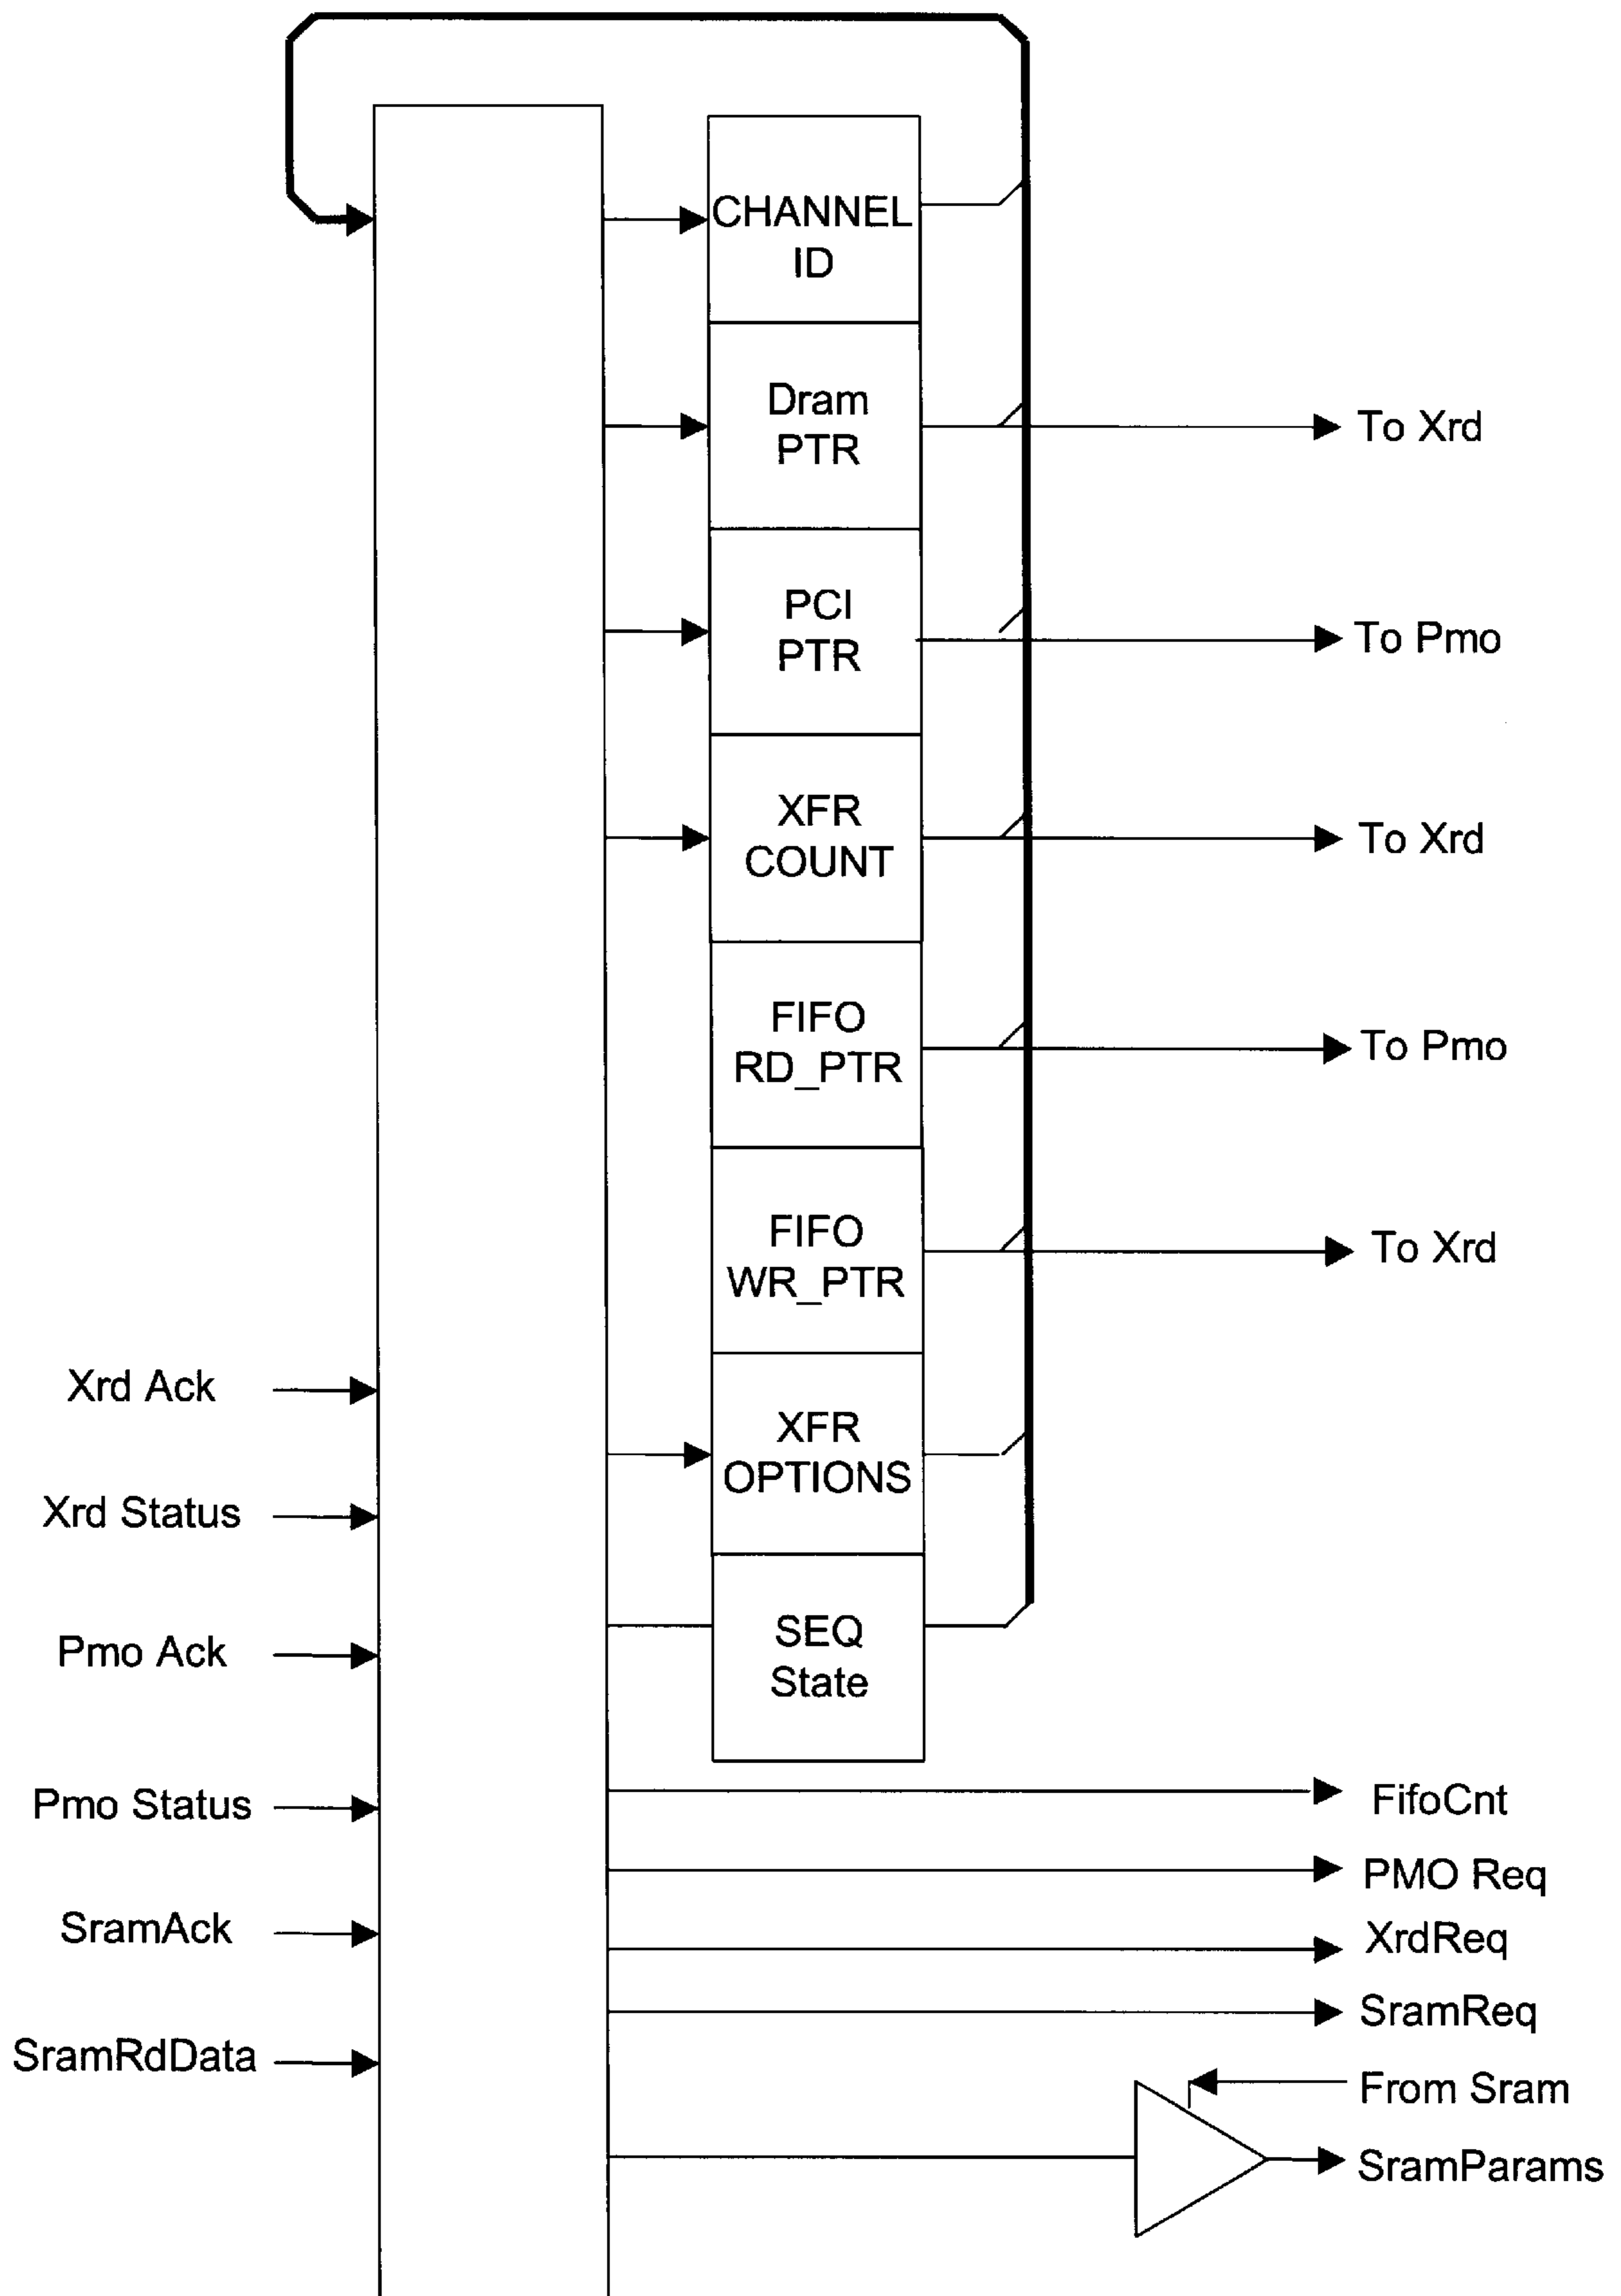 CHANNEL
ID
Dram
PTR
To Xrd
PCI
PTR
To Pmo
XFR
COUNT
To Xrd
FIFO
RD_PTR
To Pmo
FIFO
WR_PTR
To Xrd
Xrd Ack
XFR
OPTIONS
Xrd Status
SEQ
State
Pmo Ack
Pmo Status
FifoCnt
PMO Req
SramAck
XrdReq
SramReq
SramRdData
From Sram
SramParams